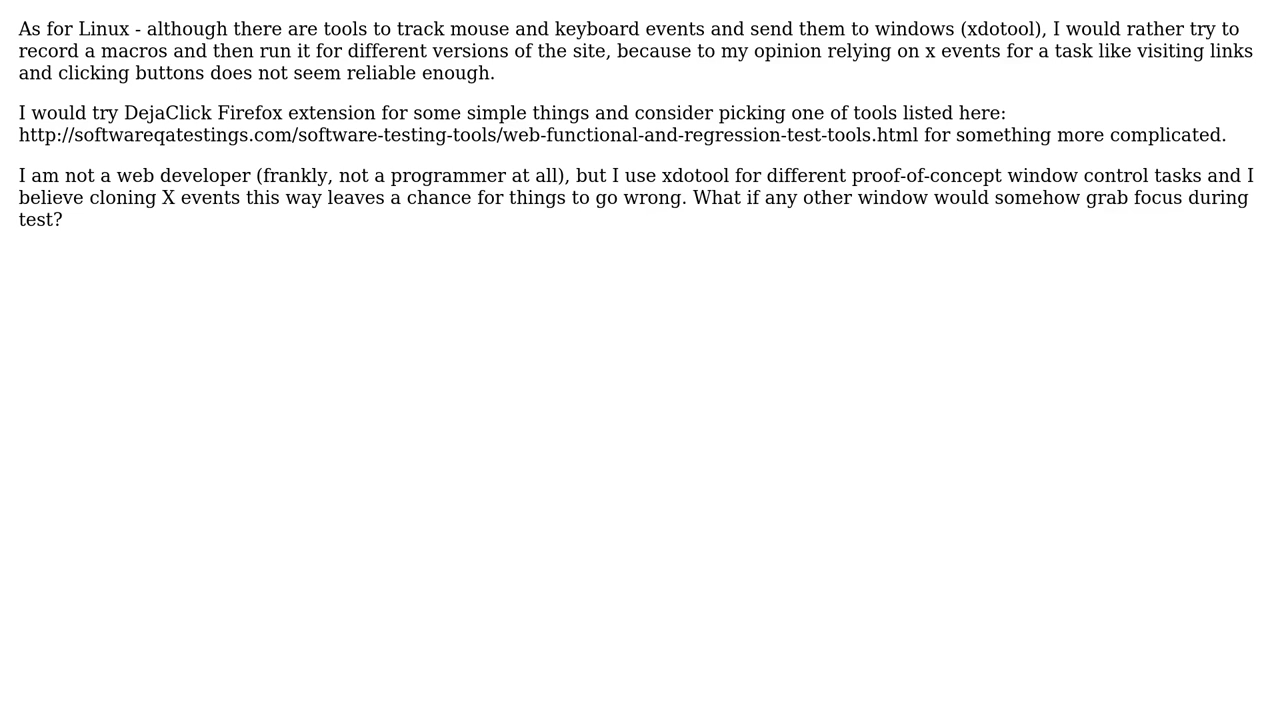 As for Linux - although there are tools to track mouse and keyboard events and send them to windows (xdotool), I would rather try to
record a macros and then run it for different versions of the site, because to my opinion relying on x events for a task like visiting links
and clicking buttons does not seem reliable enough.
I would try DejaClick Firefox extension for some simple things and consider picking one of tools listed here:
http://softwareqatestings.com/software-testing-tools/web-functional-and-regression-test-tools.html for something more complicated.
I am not a web developer (frankly, not a programmer at all), but I use xdotool for different proof-of-concept window control tasks and I
believe cloning X events this way leaves a chance for things to go wrong. What if any other window would somehow grab focus during
test?